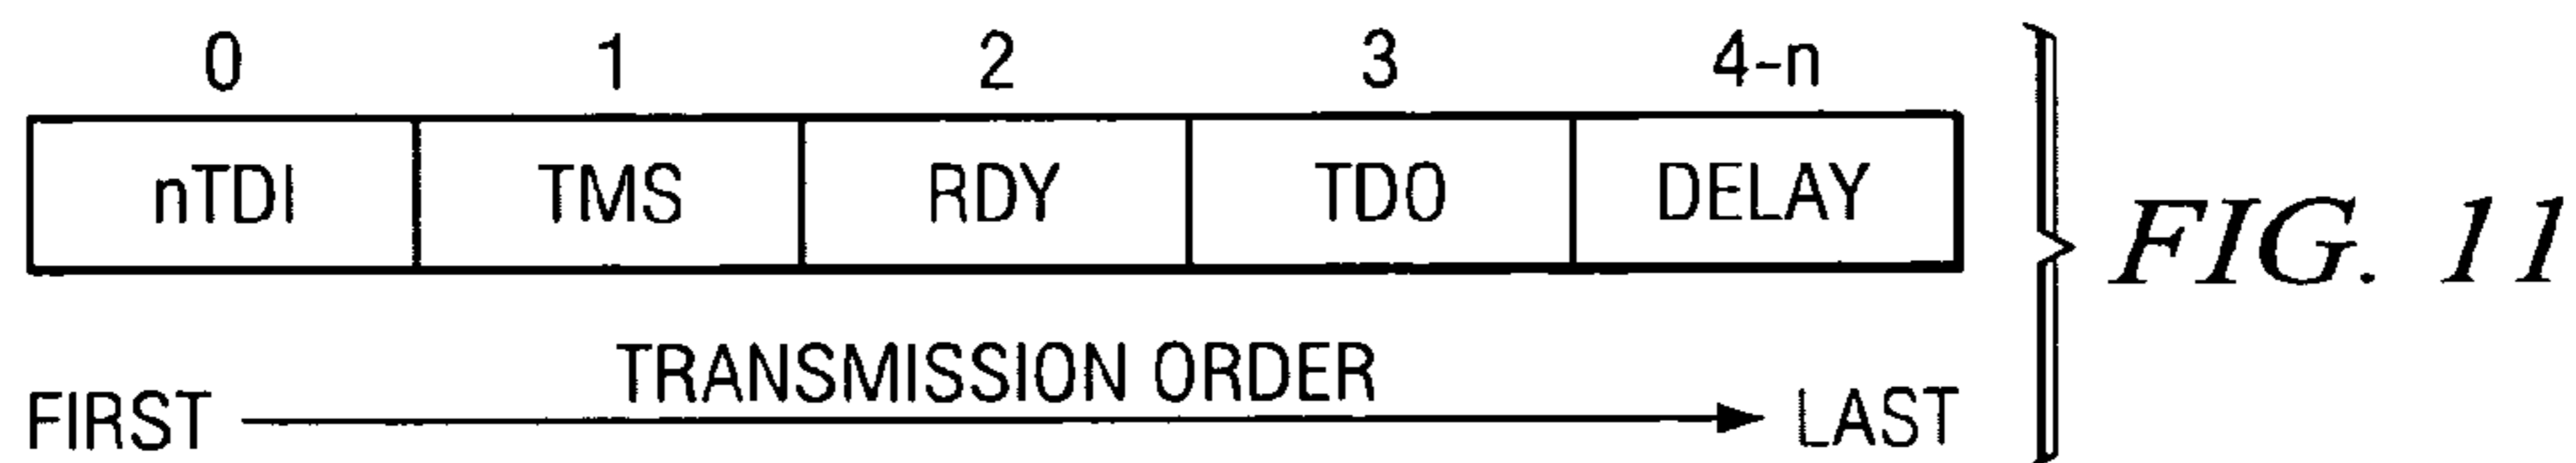 0 1 2 3 4-n
nTDI TMS RDY TDO DELAY
TRANSMISSION ORDER
FIRST LAST
FIG. 11